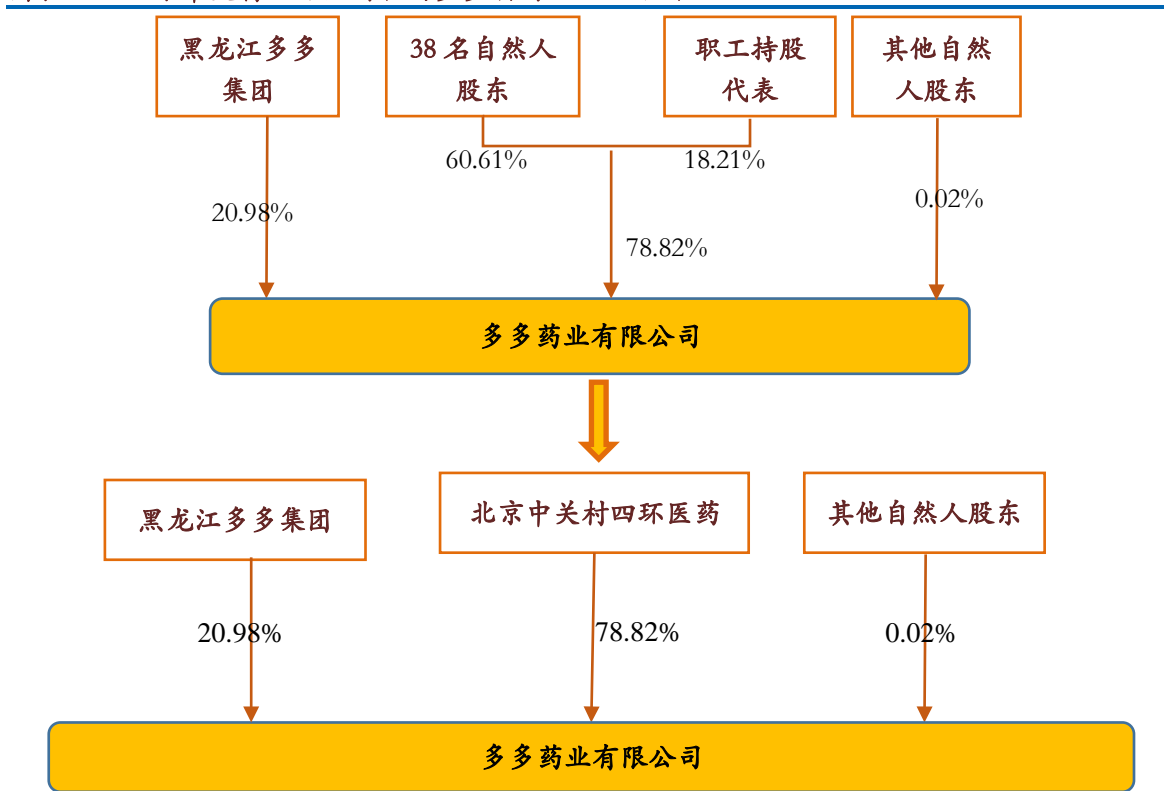 黑龙江多多
集团
38 名自然人
股东
职工持股
代表
其他自然
人股东
60.61%
18.21%
20.98%
0.02%
78.82%
多多药业有限公司
黑龙江多多集团
北京中关村四环医药
其他自然人股东
20.98%
78.82%
0.02%
多多药业有限公司